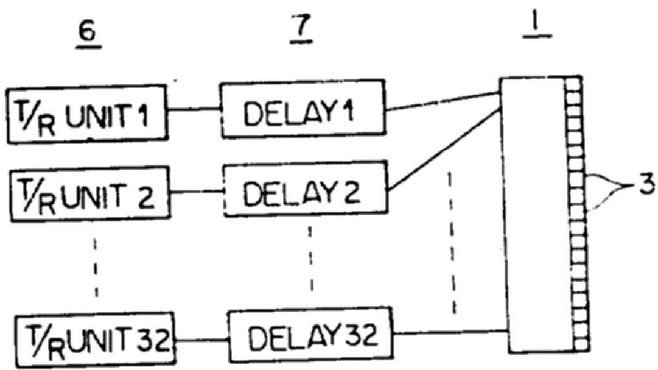 6 7 1
T/R UNIT 1 DELAY 1
T/R UNIT 2 DELAY 2
3
T/R UNIT 32 DELAY 32